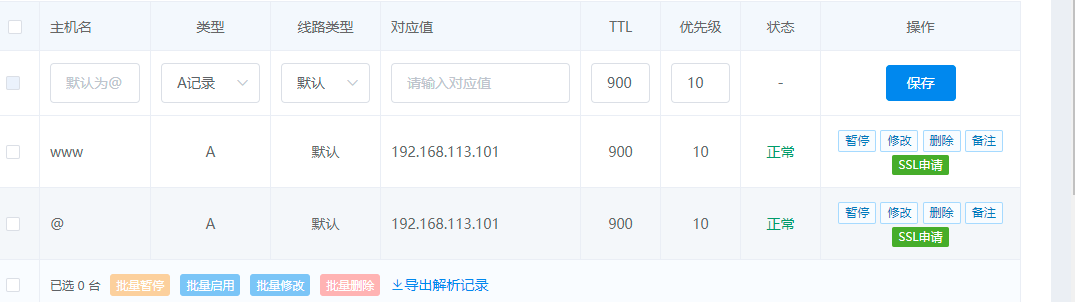 主机名 类型 线路类型 对应值 TTL 优先级 状态 操作
默认为@ A记录 默认 请输入对应值 900 10 - 保存
www A 默认 192.168.113.101 900 10 正常 暂停 修改 删除 备注
SSL申请
@ A 默认 192.168.113.101 900 10 正常 暂停 修改 删除 备注
SSL申请
已选 0 台 批量暂停 批量启用 批量修改 批量删除 导出解析记录